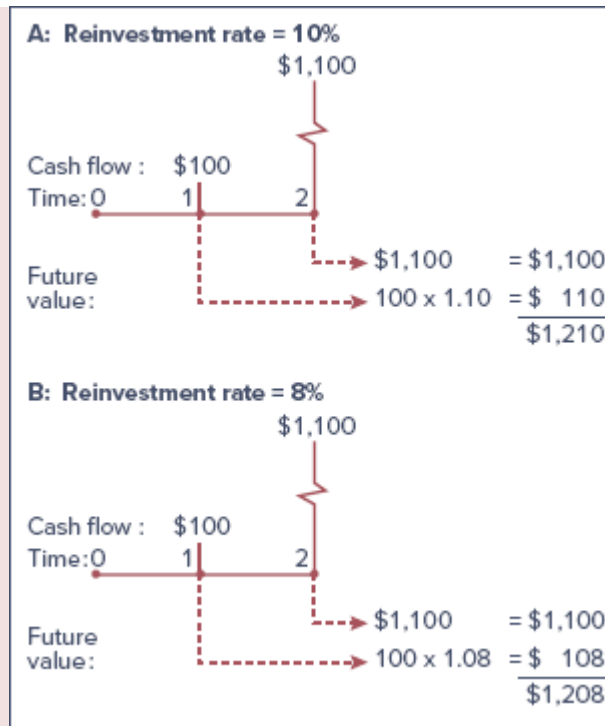 A: Reinvestment rate = 10%
$1,100
Cash flow : $100
Time: 0 1 2
$1,100 = $1,100
Future
value: 100 x 1.10 = $ 110
$1,210
B: Reinvestment rate = 8%
$1,100
Cash flow : $100
Time: 0 1 2
$1,100 = $1,100
Future
value: 100 x 1.08 = $ 108
$1,208